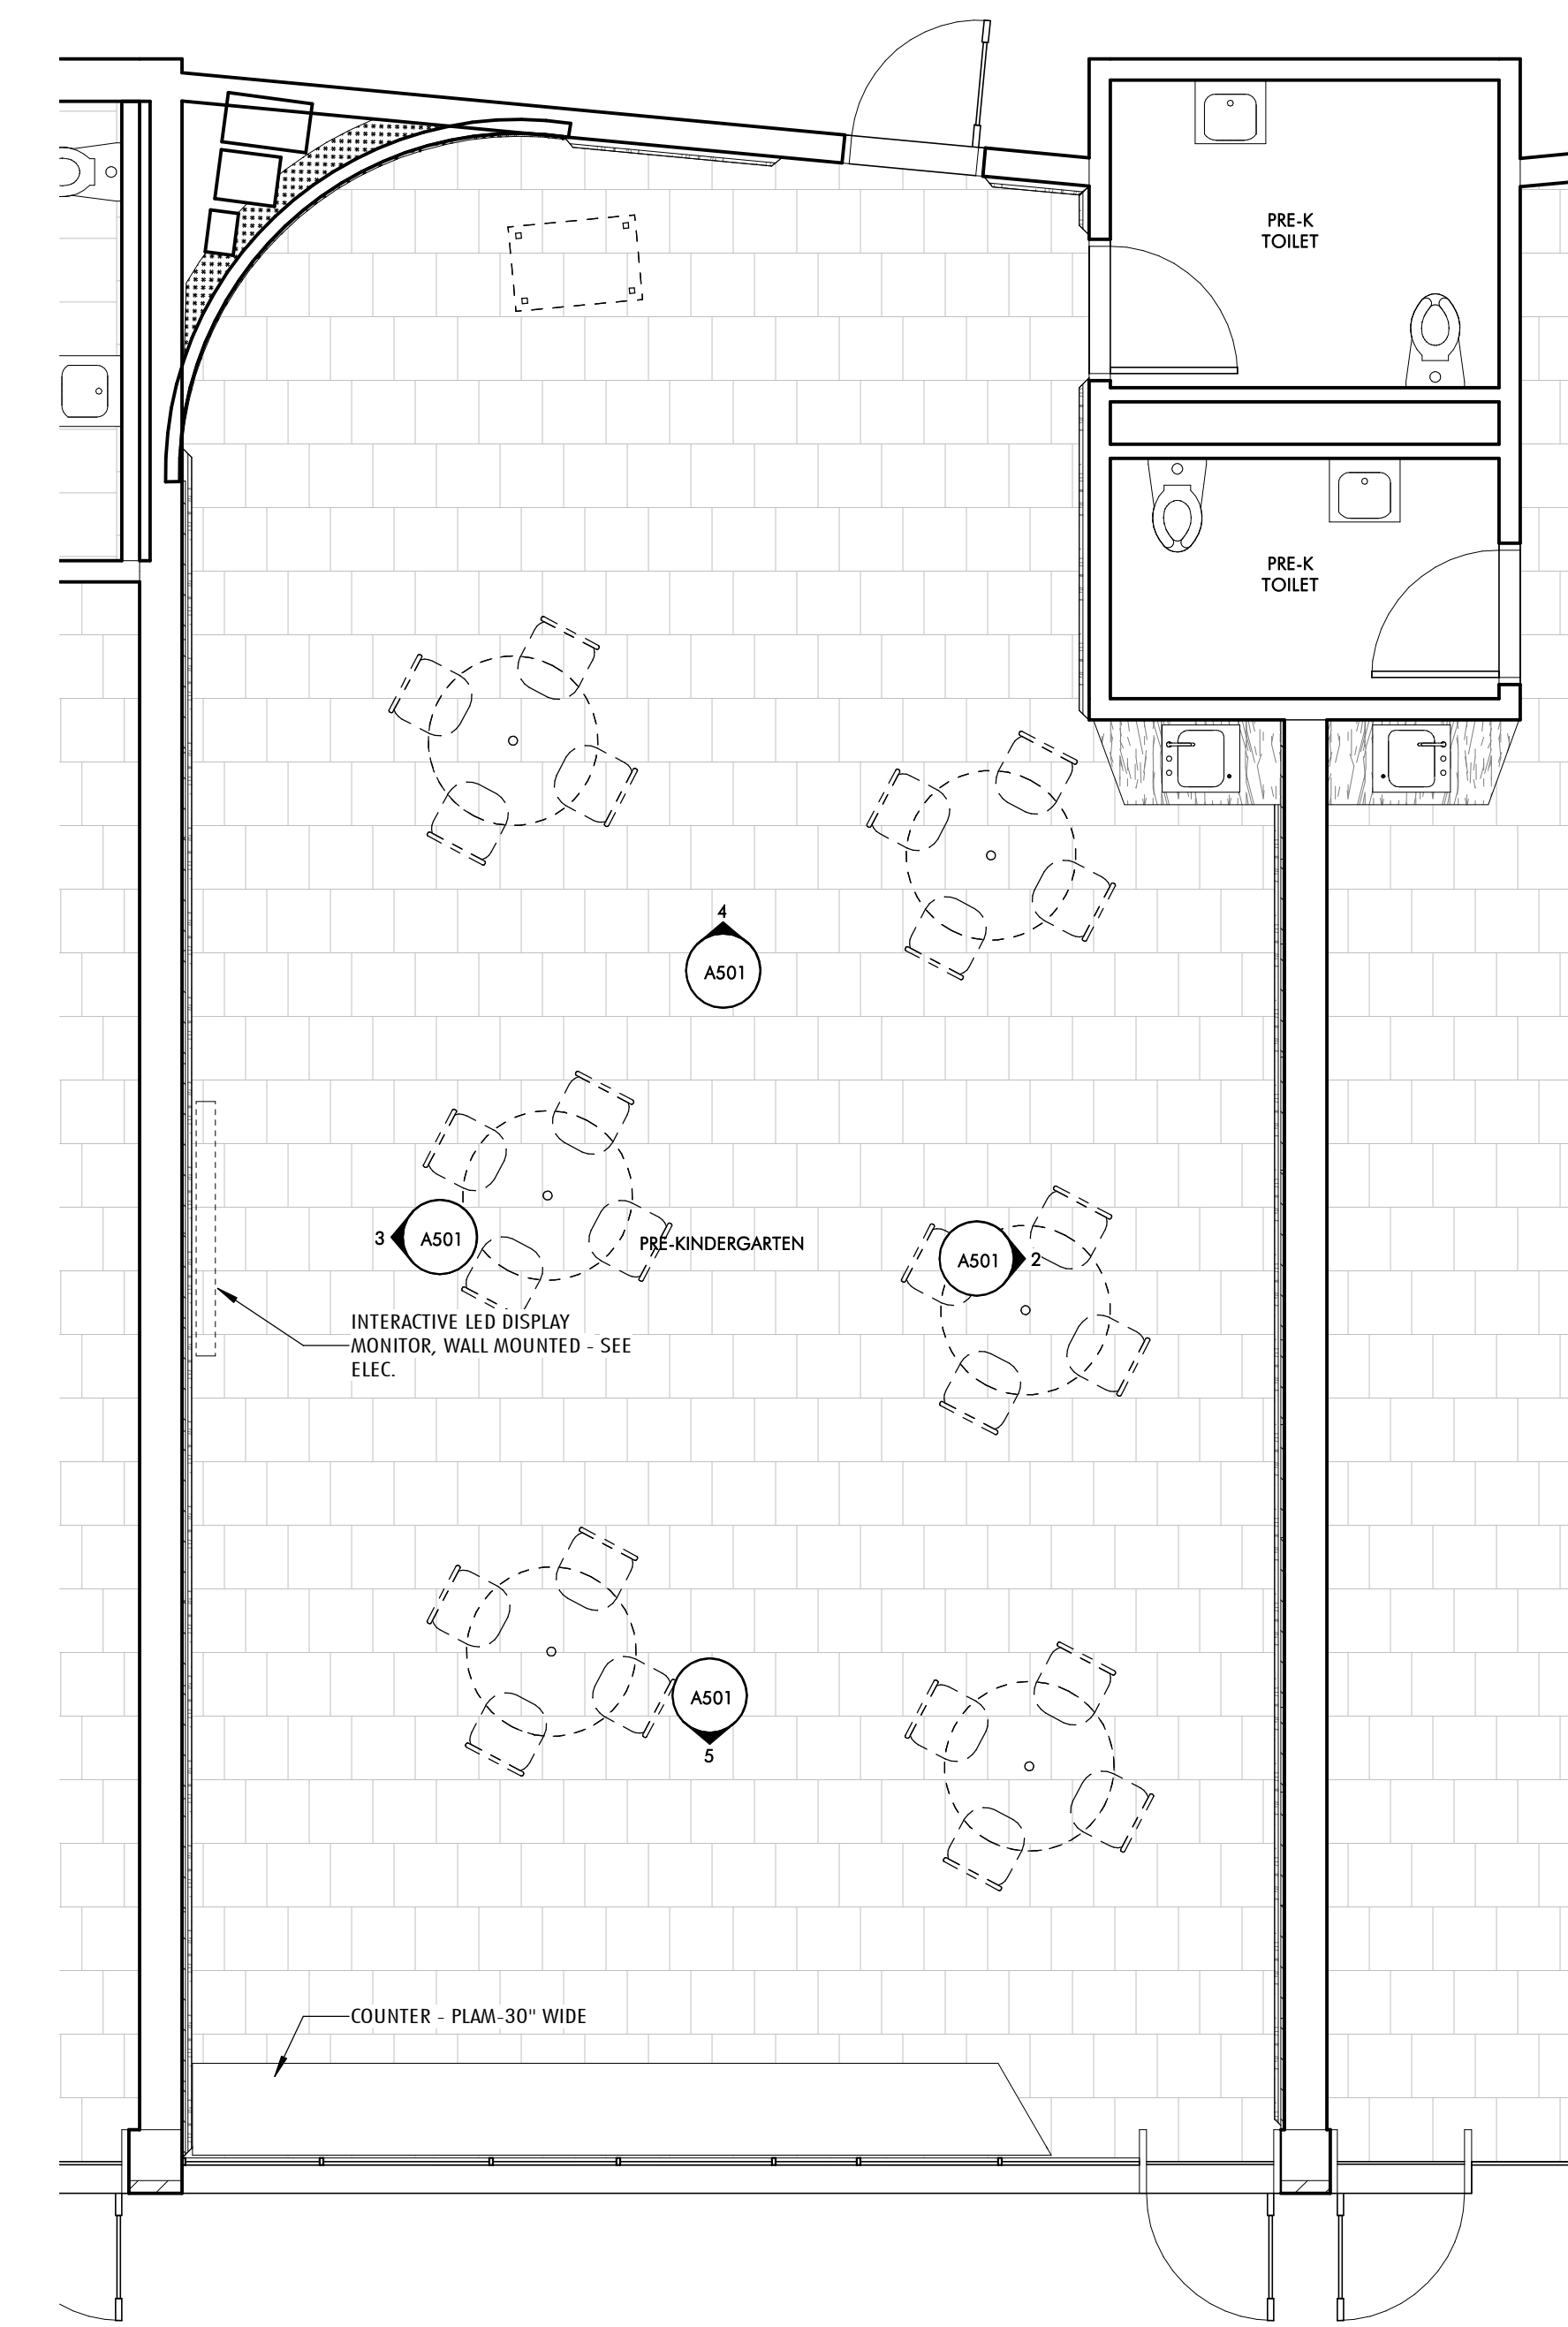 PRE-K
TOILET
PRE-K
TOILET
4
A501
3
A501
PRE-KINDERGARTEN
A501
2
INTERACTIVE LED DISPLAY
MONITOR, WALL MOUNTED - SEE
ELEC.
A501
5
COUNTER - PLAM-30" WIDE